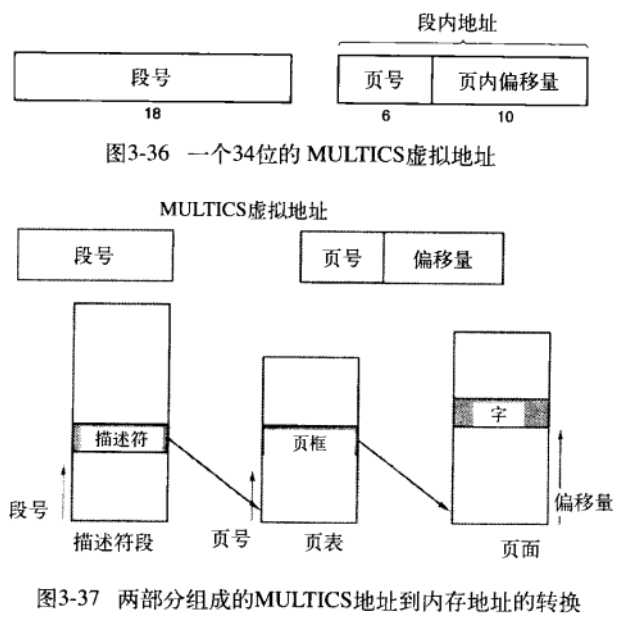 段内地址
段号 页号 页内偏移量
18 6 10
图3-36 一个34位的 MULTICS虚拟地址
MULTICS虚拟地址
段号 页号 偏移量
描述符 页框 字
段号 页号 偏移量
描述符段 页表 页面
图3-37 两部分组成的MULTICS地址到内存地址的转换